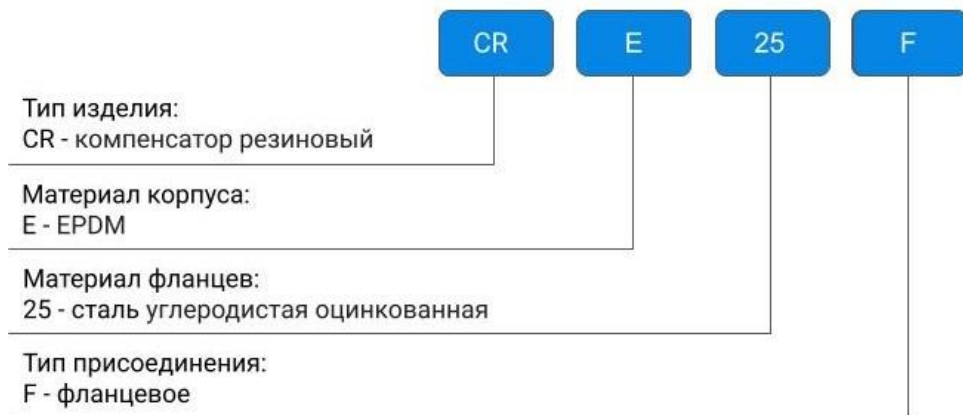 CR E 25 F
Тип изделия:
CR - компенсатор резиновый
Материал корпуса:
E - EPDM
Материал фланцев:
25 - сталь углеродистая оцинкованная
Тип присоединения:
F - фланцевое